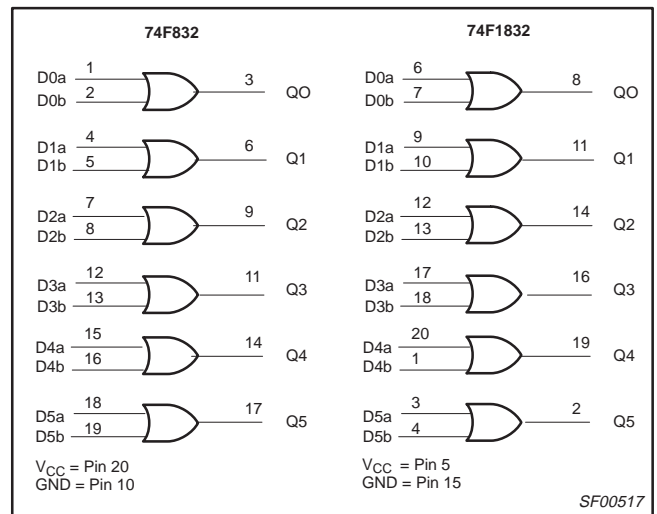 74F832
D0a 1 3 QO
D0b 2
D1a 4 6 Q1
D1b 5
D2a 7 9 Q2
D2b 8
D3a 12 11 Q3
D3b 13
D4a 15 14 Q4
D4b 16
D5a 18 17 Q5
D5b 19
VCC = Pin 20
GND = Pin 10
74F1832
D0a 6 8 QO
D0b 7
D1a 9 11 Q1
D1b 10
D2a 12 14 Q2
D2b 13
D3a 17 16 Q3
D3b 18
D4a 20 19 Q4
D4b 1
D5a 3 2 Q5
D5b 4
VCC = Pin 5
GND = Pin 15
SF00517